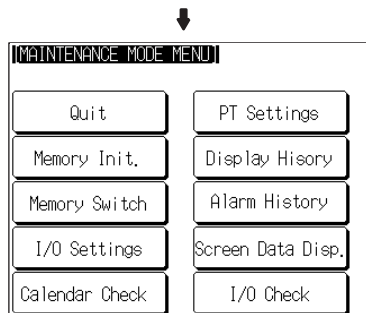 [MAINTENANCE MODE MENU]
Quit PT Settings
Memory Init. Display Hisory
Memory Switch Alarm History
I/O Settings Screen Data Disp.
Calendar Check I/O Check